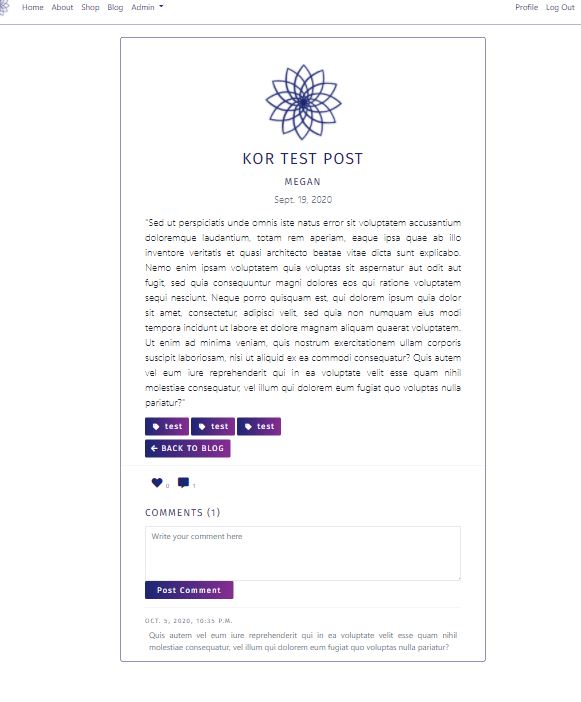 Home About Shop Blog Admin Profile Log Out
KOR TEST POST
MEGAN
Sept. 19, 2020
"Sed ut perspiciatis unde omnis iste natus error sit voluptatem accusantium
doloremque laudantium, totam rem aperiam, eaque ipsa quae ab illo
inventore veritatis et quasi architecto beatae vitae dicta sunt explicabo.
Nemo enim ipsam voluptatem quia voluptas sit aspernatur aut odit aut
fugit, sed quia consequuntur magni dolores eos qui ratione voluptatem
sequi nesciunt. Neque porro quisquam est, qui dolorem ipsum quia dolor
sit amet, consectetur, adipisci velit, sed quia non numquam eius modi
tempora incidunt ut labore et dolore magnam aliquam quaerat voluptatem.
Ut enim ad minima veniam, quis nostrum exercitationem ullam corporis
suscipit laboriosam, nisi ut aliquid ex ea commodi consequatur? Quis autem
vel eum iure reprehenderit qui in ea voluptate velit esse quam nihil
molestiae consequatur, vel illum qui dolorem eum fugiat quo voluptas nulla
pariatur?"
test test test
BACK TO BLOG
0 1
COMMENTS (1)
Write your comment here
Post Comment
OCT. 5, 2020, 10:35 P.M.
Quis autem vel eum iure reprehenderit qui in ea voluptate velit esse quam nihil
molestiae consequatur, vel illum qui dolorem eum fugiat quo voluptas nulla pariatur?